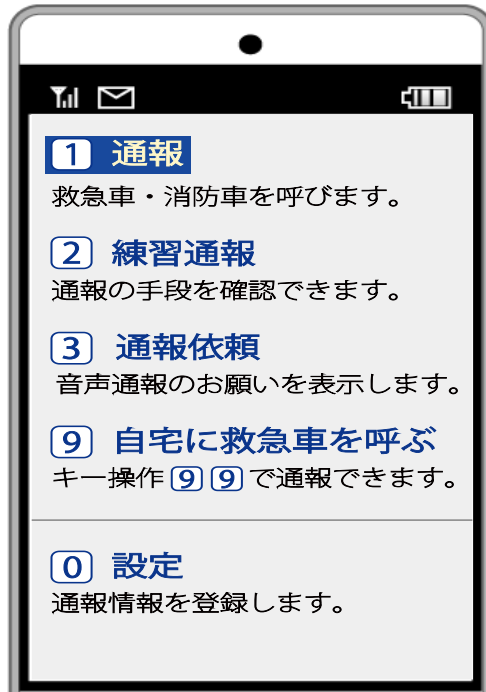 1 通報
救急車・消防車を呼びます。
2 練習通報
通報の手段を確認できます。
3 通報依頼
音声通報のお願いを表示します。
9 自宅に救急車を呼ぶ
キー操作99で通報できます。
0 設定
通報情報を登録します。